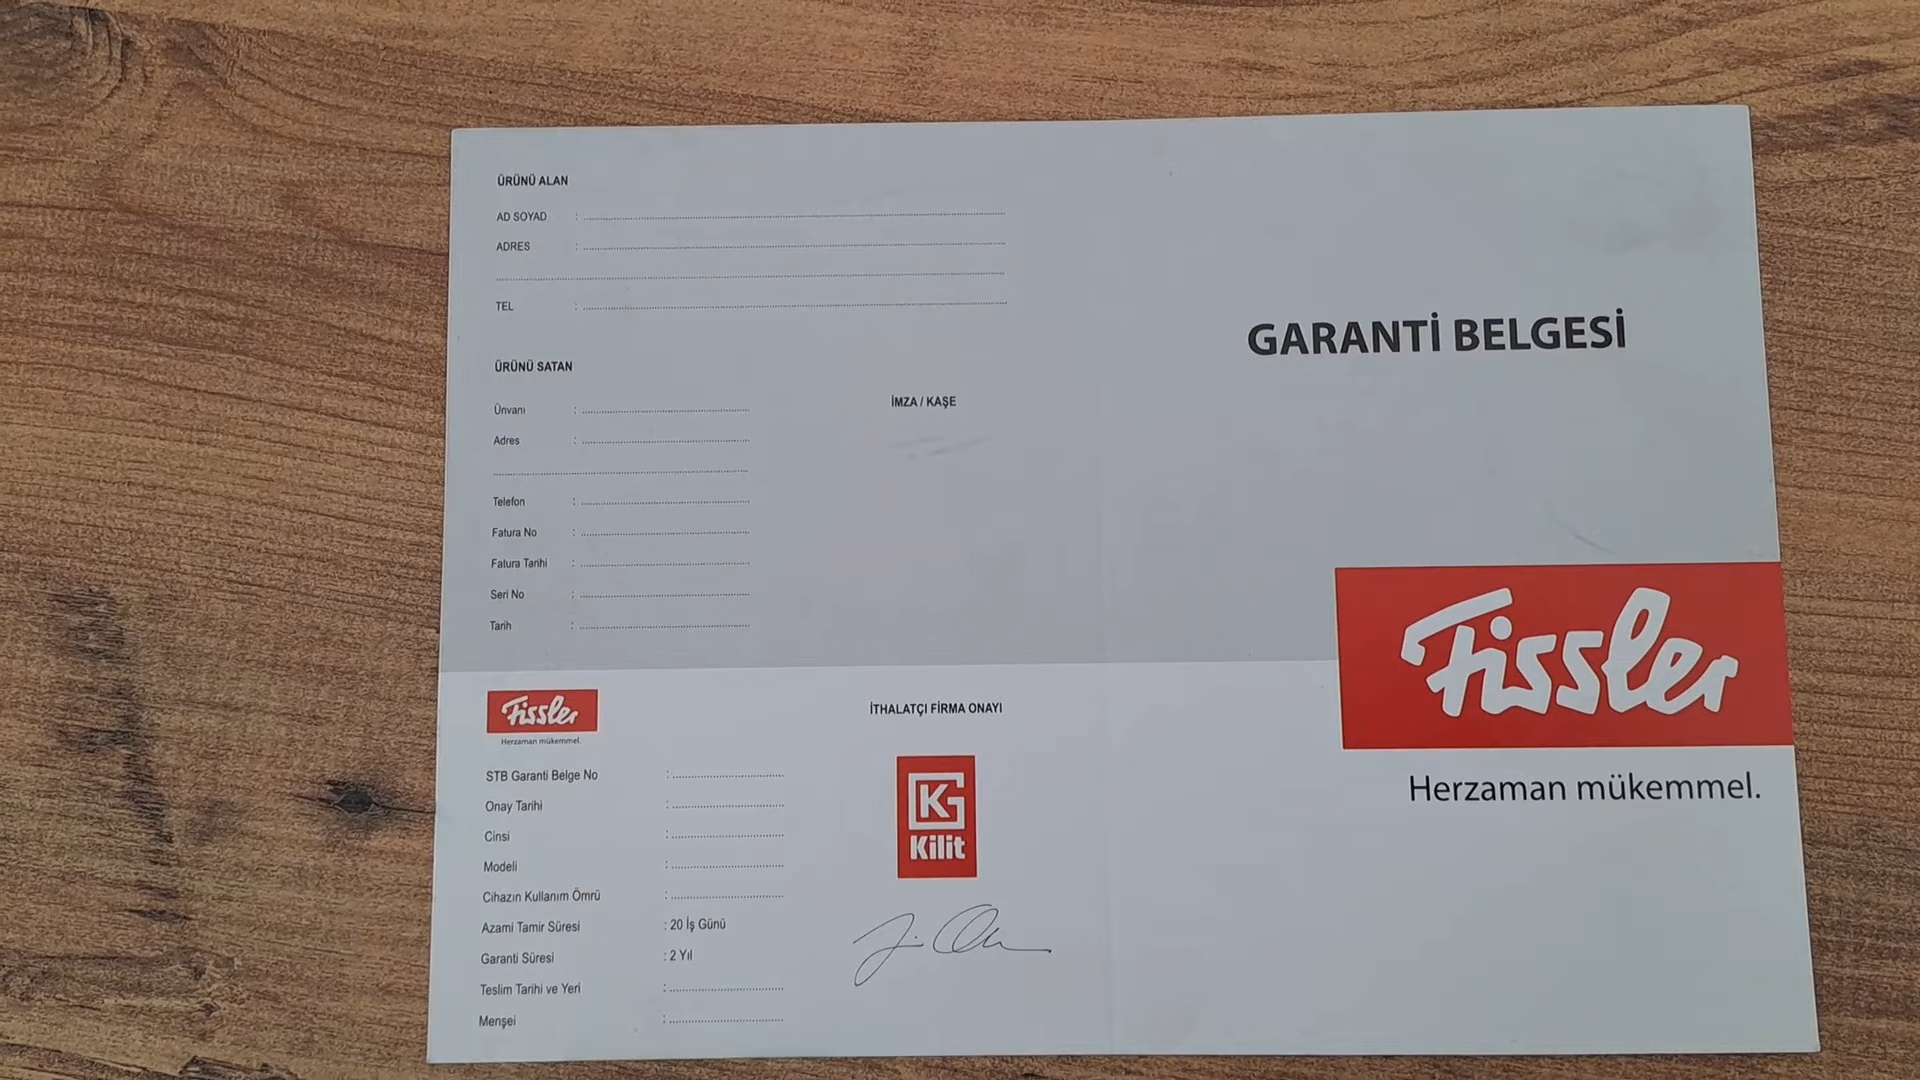 ÜRÜNÜ ALAN
AD SOYAD :
ADRES :
TEL :
ÜRÜNÜ SATAN
İMZA / KAŞE
Ünvanı :
Adres :
Telefon :
Fatura No :
Fatura Tarihi :
Seri No :
Tarih :
Fissler
Herzaman mükemmel.
STB Garanti Belge No :
Onay Tarihi :
Cinsi :
Modeli :
Cihazın Kullanım Ömrü :
Azami Tamir Süresi : 20 İş Günü
Garanti Süresi : 2 Yıl
Teslim Tarihi ve Yeri :
Menşei :
İTHALATÇI FİRMA ONAYI
KG
Kilit
GARANTİ BELGESİ
Fissler
Herzaman mükemmel.